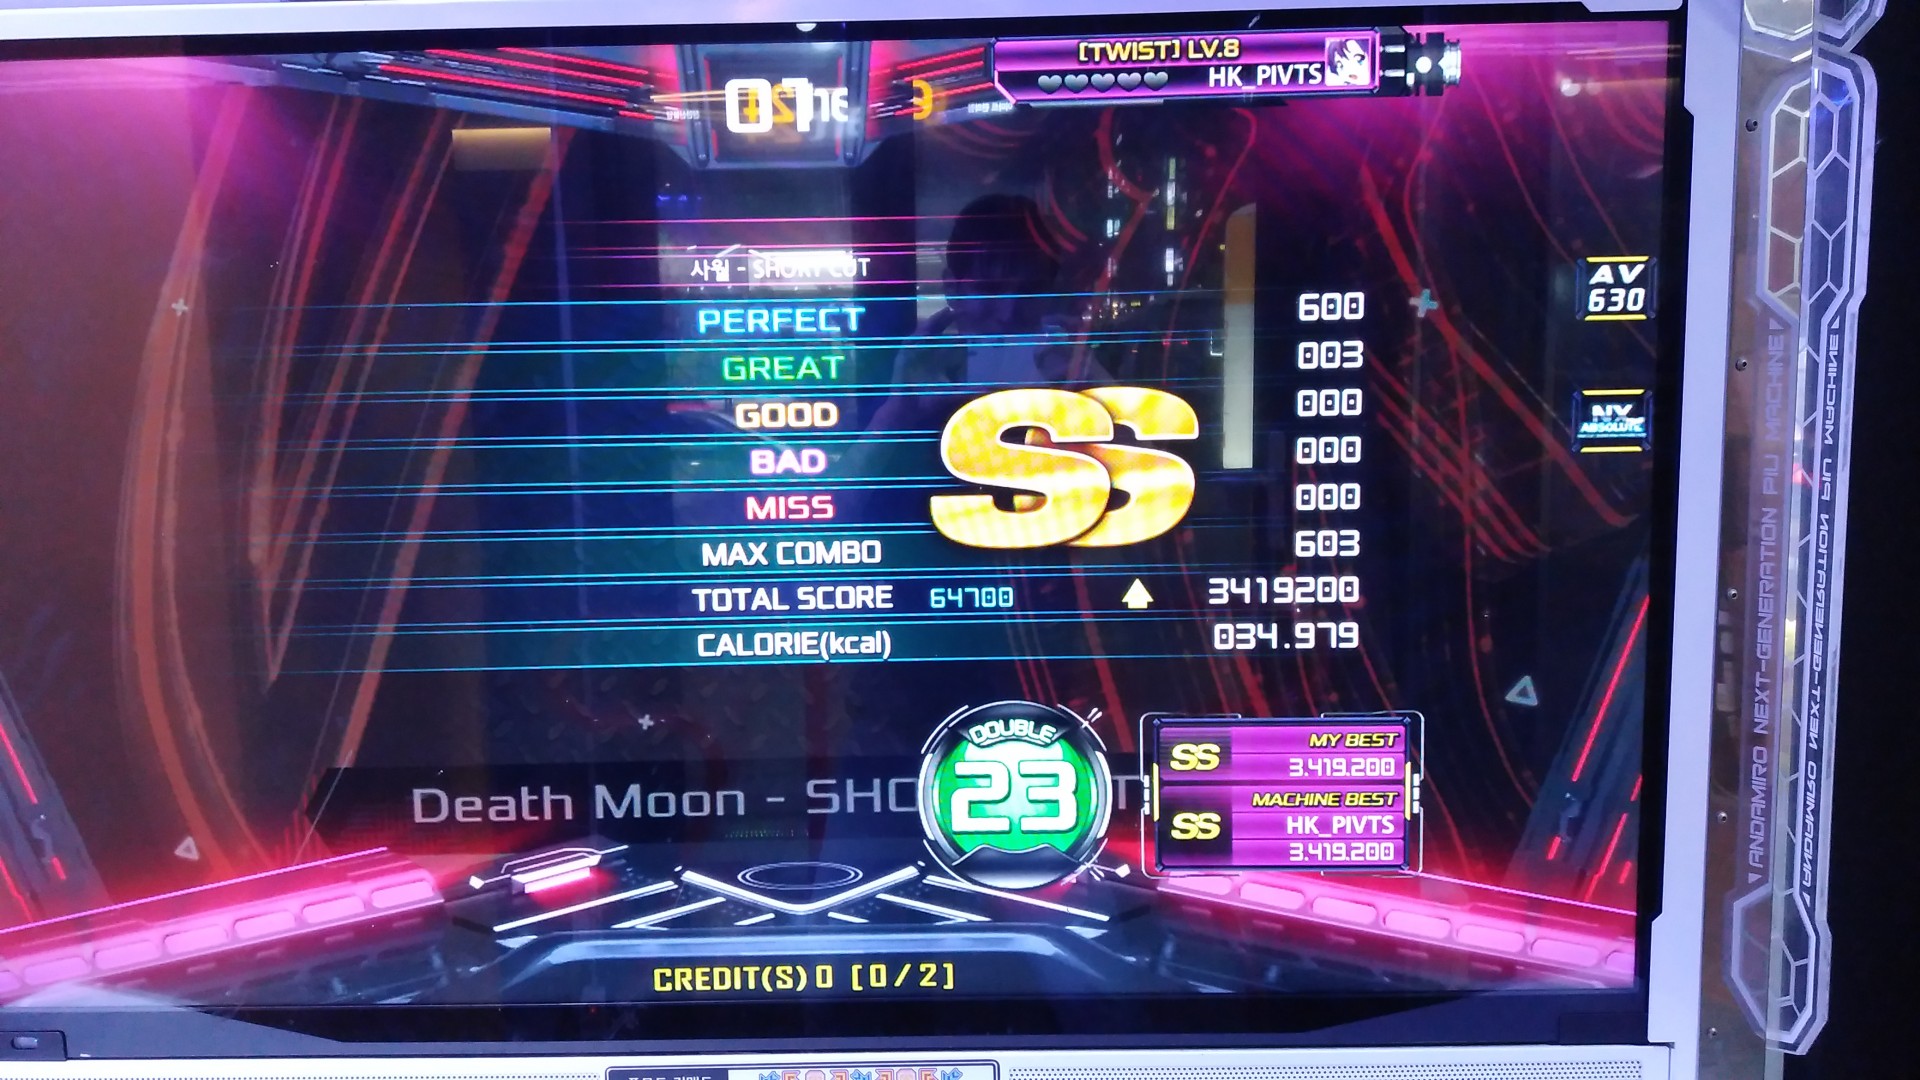 [TWIST] LV.8
HK_PIVTS
01
사월 - SHORT CUT
PERFECT 600
GREAT 003
GOOD 000
BAD 000
MISS 000
MAX COMBO 603
TOTAL SCORE 64700 3419200
CALORIE(kcal) 034.979
SS
AV
630
NX
ABSOLUTE
Death Moon - SHO T
DOUBLE
23
SS MY BEST
3.419.200
MACHINE BEST
SS HK_PIVTS
3.419.200
CREDIT(S) 0 [0/2]
ANDAMIRO NEXT-GENERATION PIU MACHINE